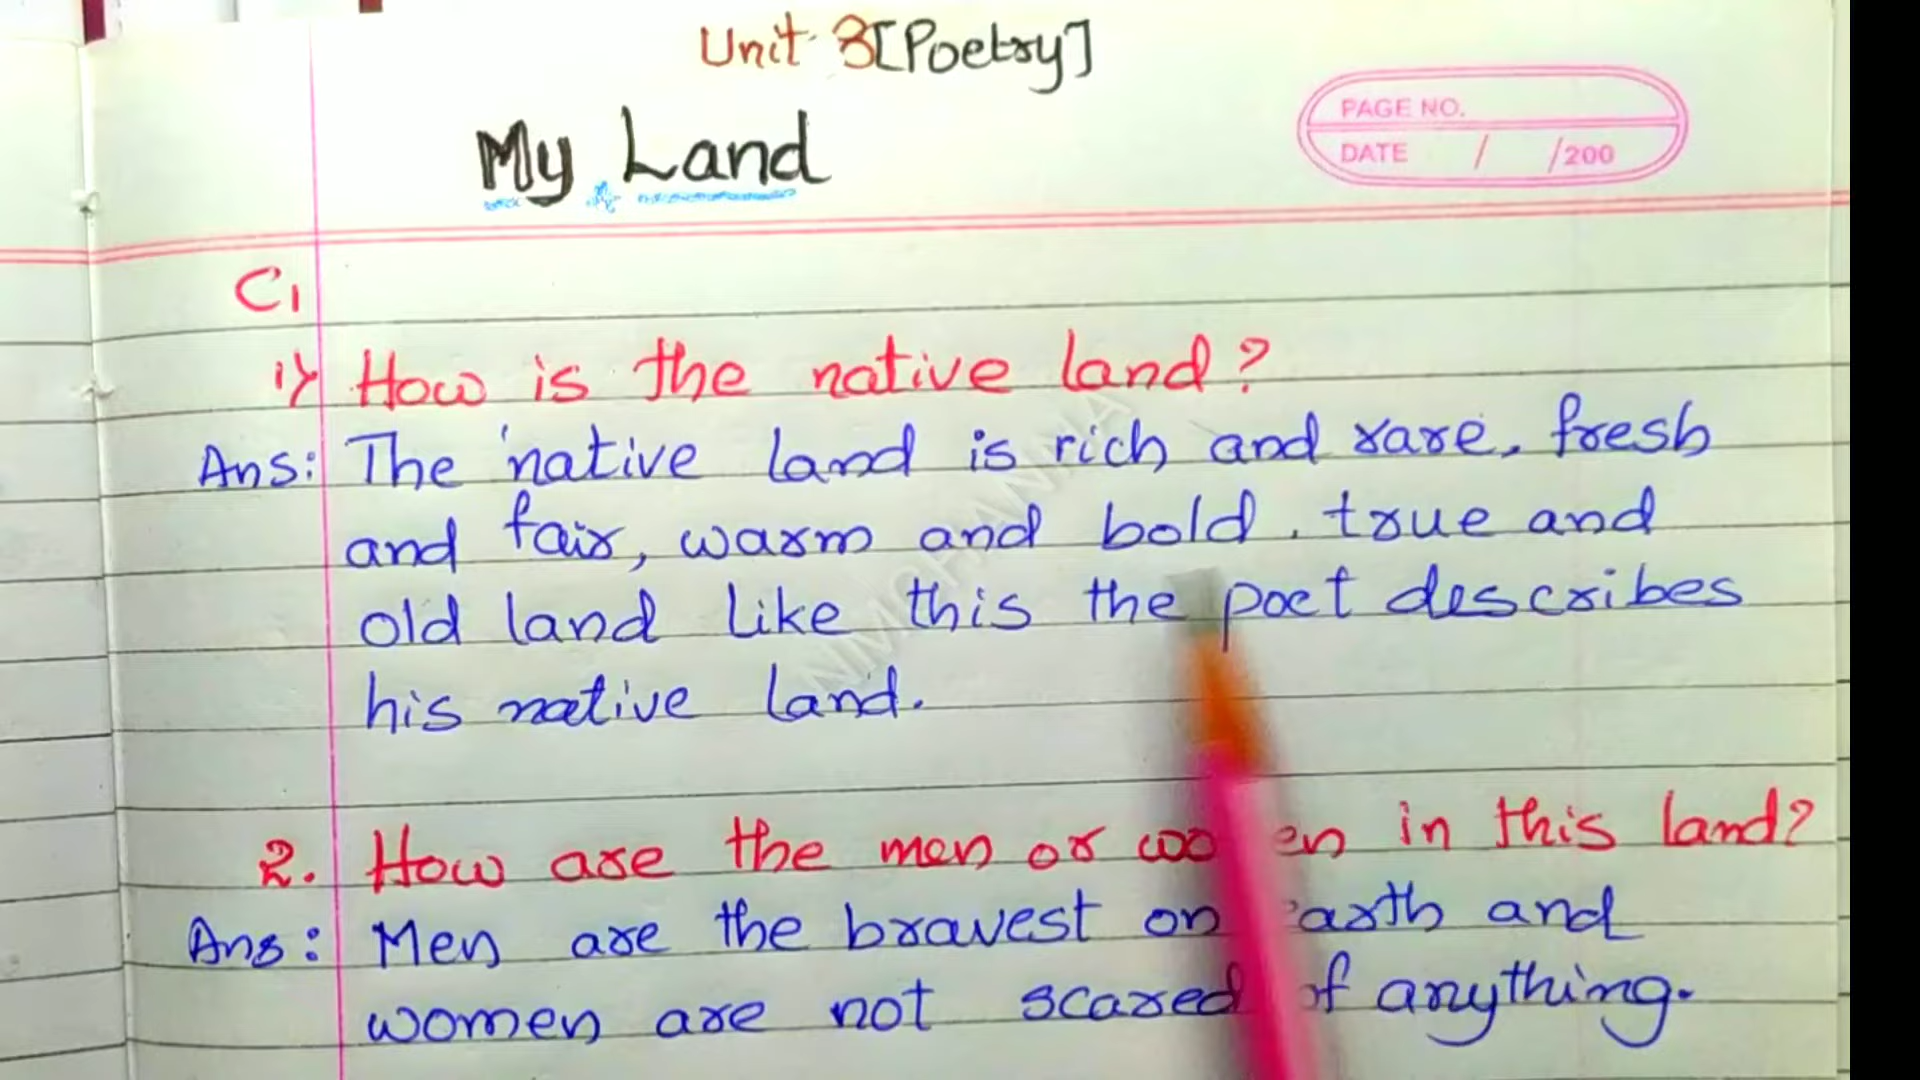 Unit 3[Poetry]
My Land
PAGE NO.
DATE / /200
C1
1) How is the native land?
Ans: The native land is rich and rare, fresh
and fair, warm and bold. true and
old land like this the poet describes
his native land.
2. How are the men or in this land?
Ans: Men are the bravest on and
women are not scared of anything.